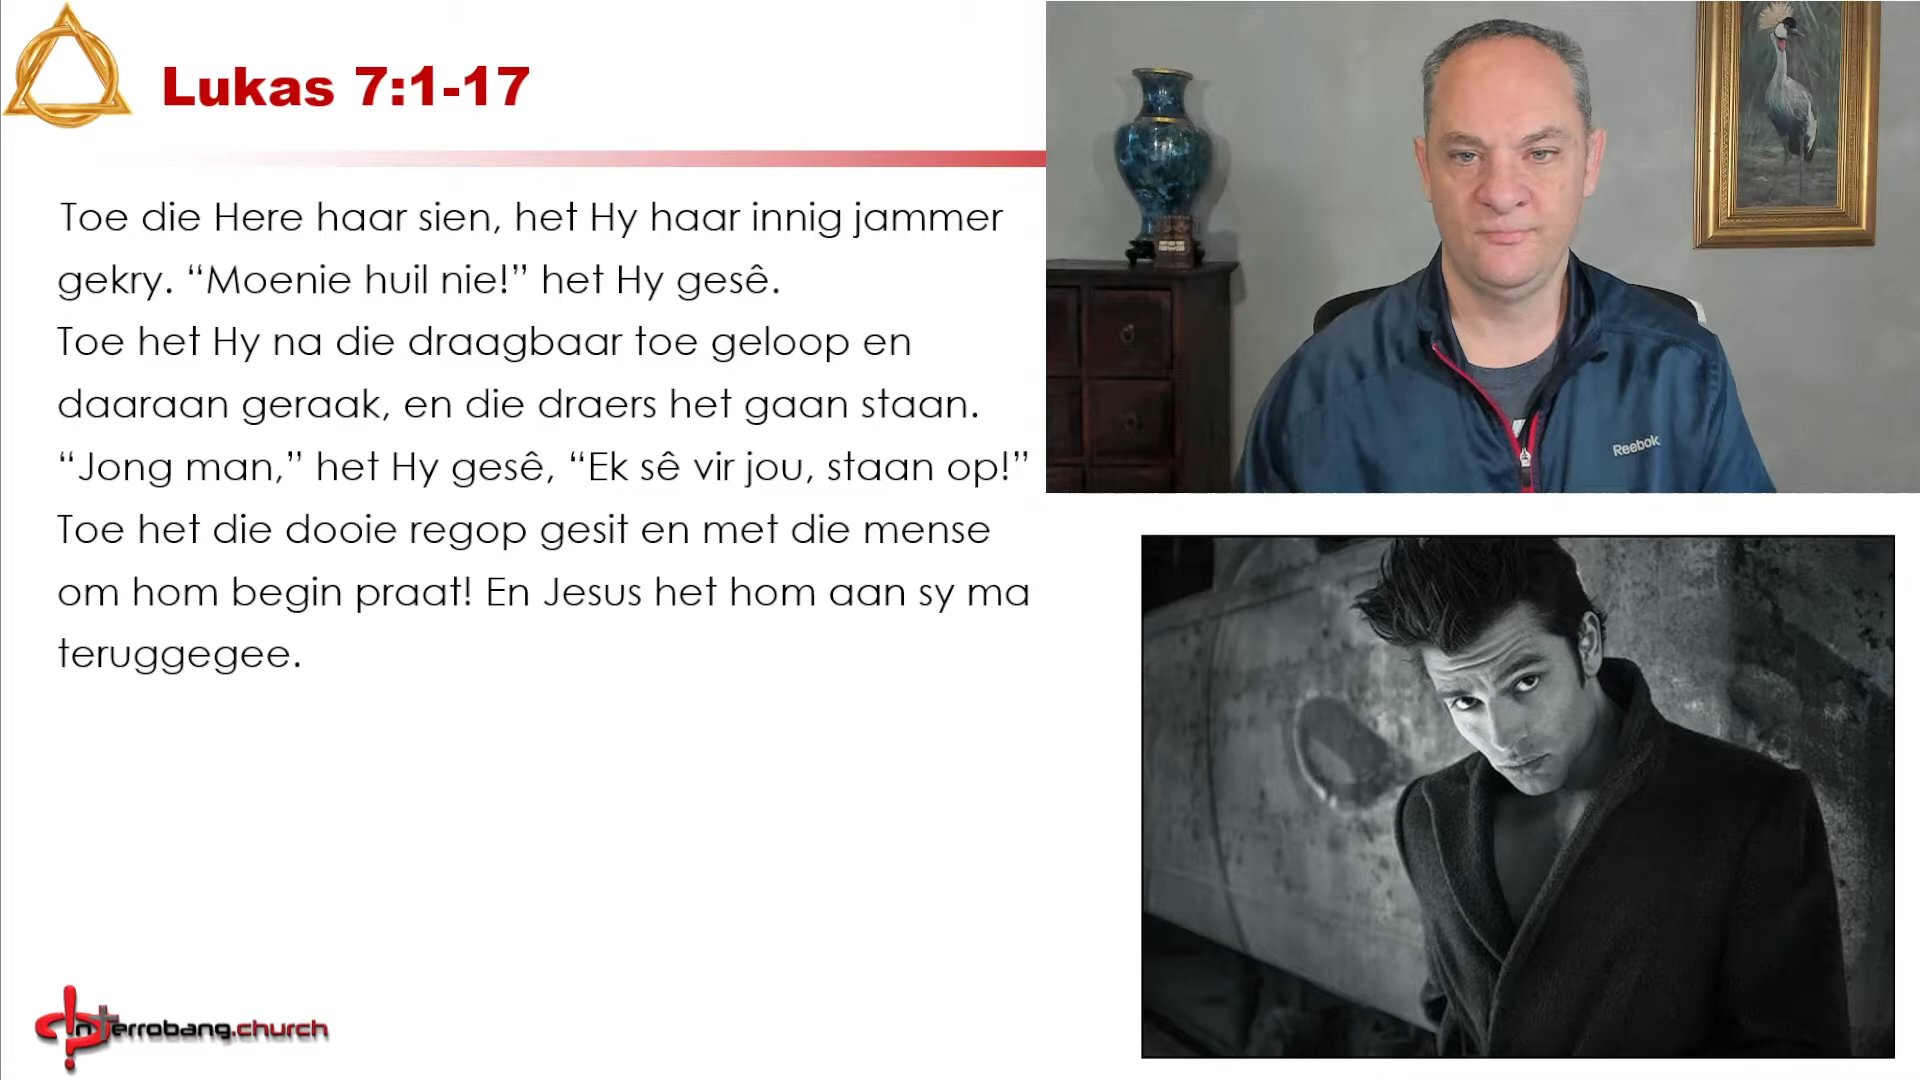 Lukas 7:1-17
Toe die Here haar sien, het Hy haar innig jammer
gekry. “Moenie huil nie!” het Hy gesê.
Toe het Hy na die draagbaar toe geloop en
daaraan geraak, en die draers het gaan staan.
“Jong man,” het Hy gesê, “Ek sê vir jou, staan op!”
Toe het die dooie regop gesit en met die mense
om hom begin praat! En Jesus het hom aan sy ma
teruggegee.
Reebok
Interrobang.church